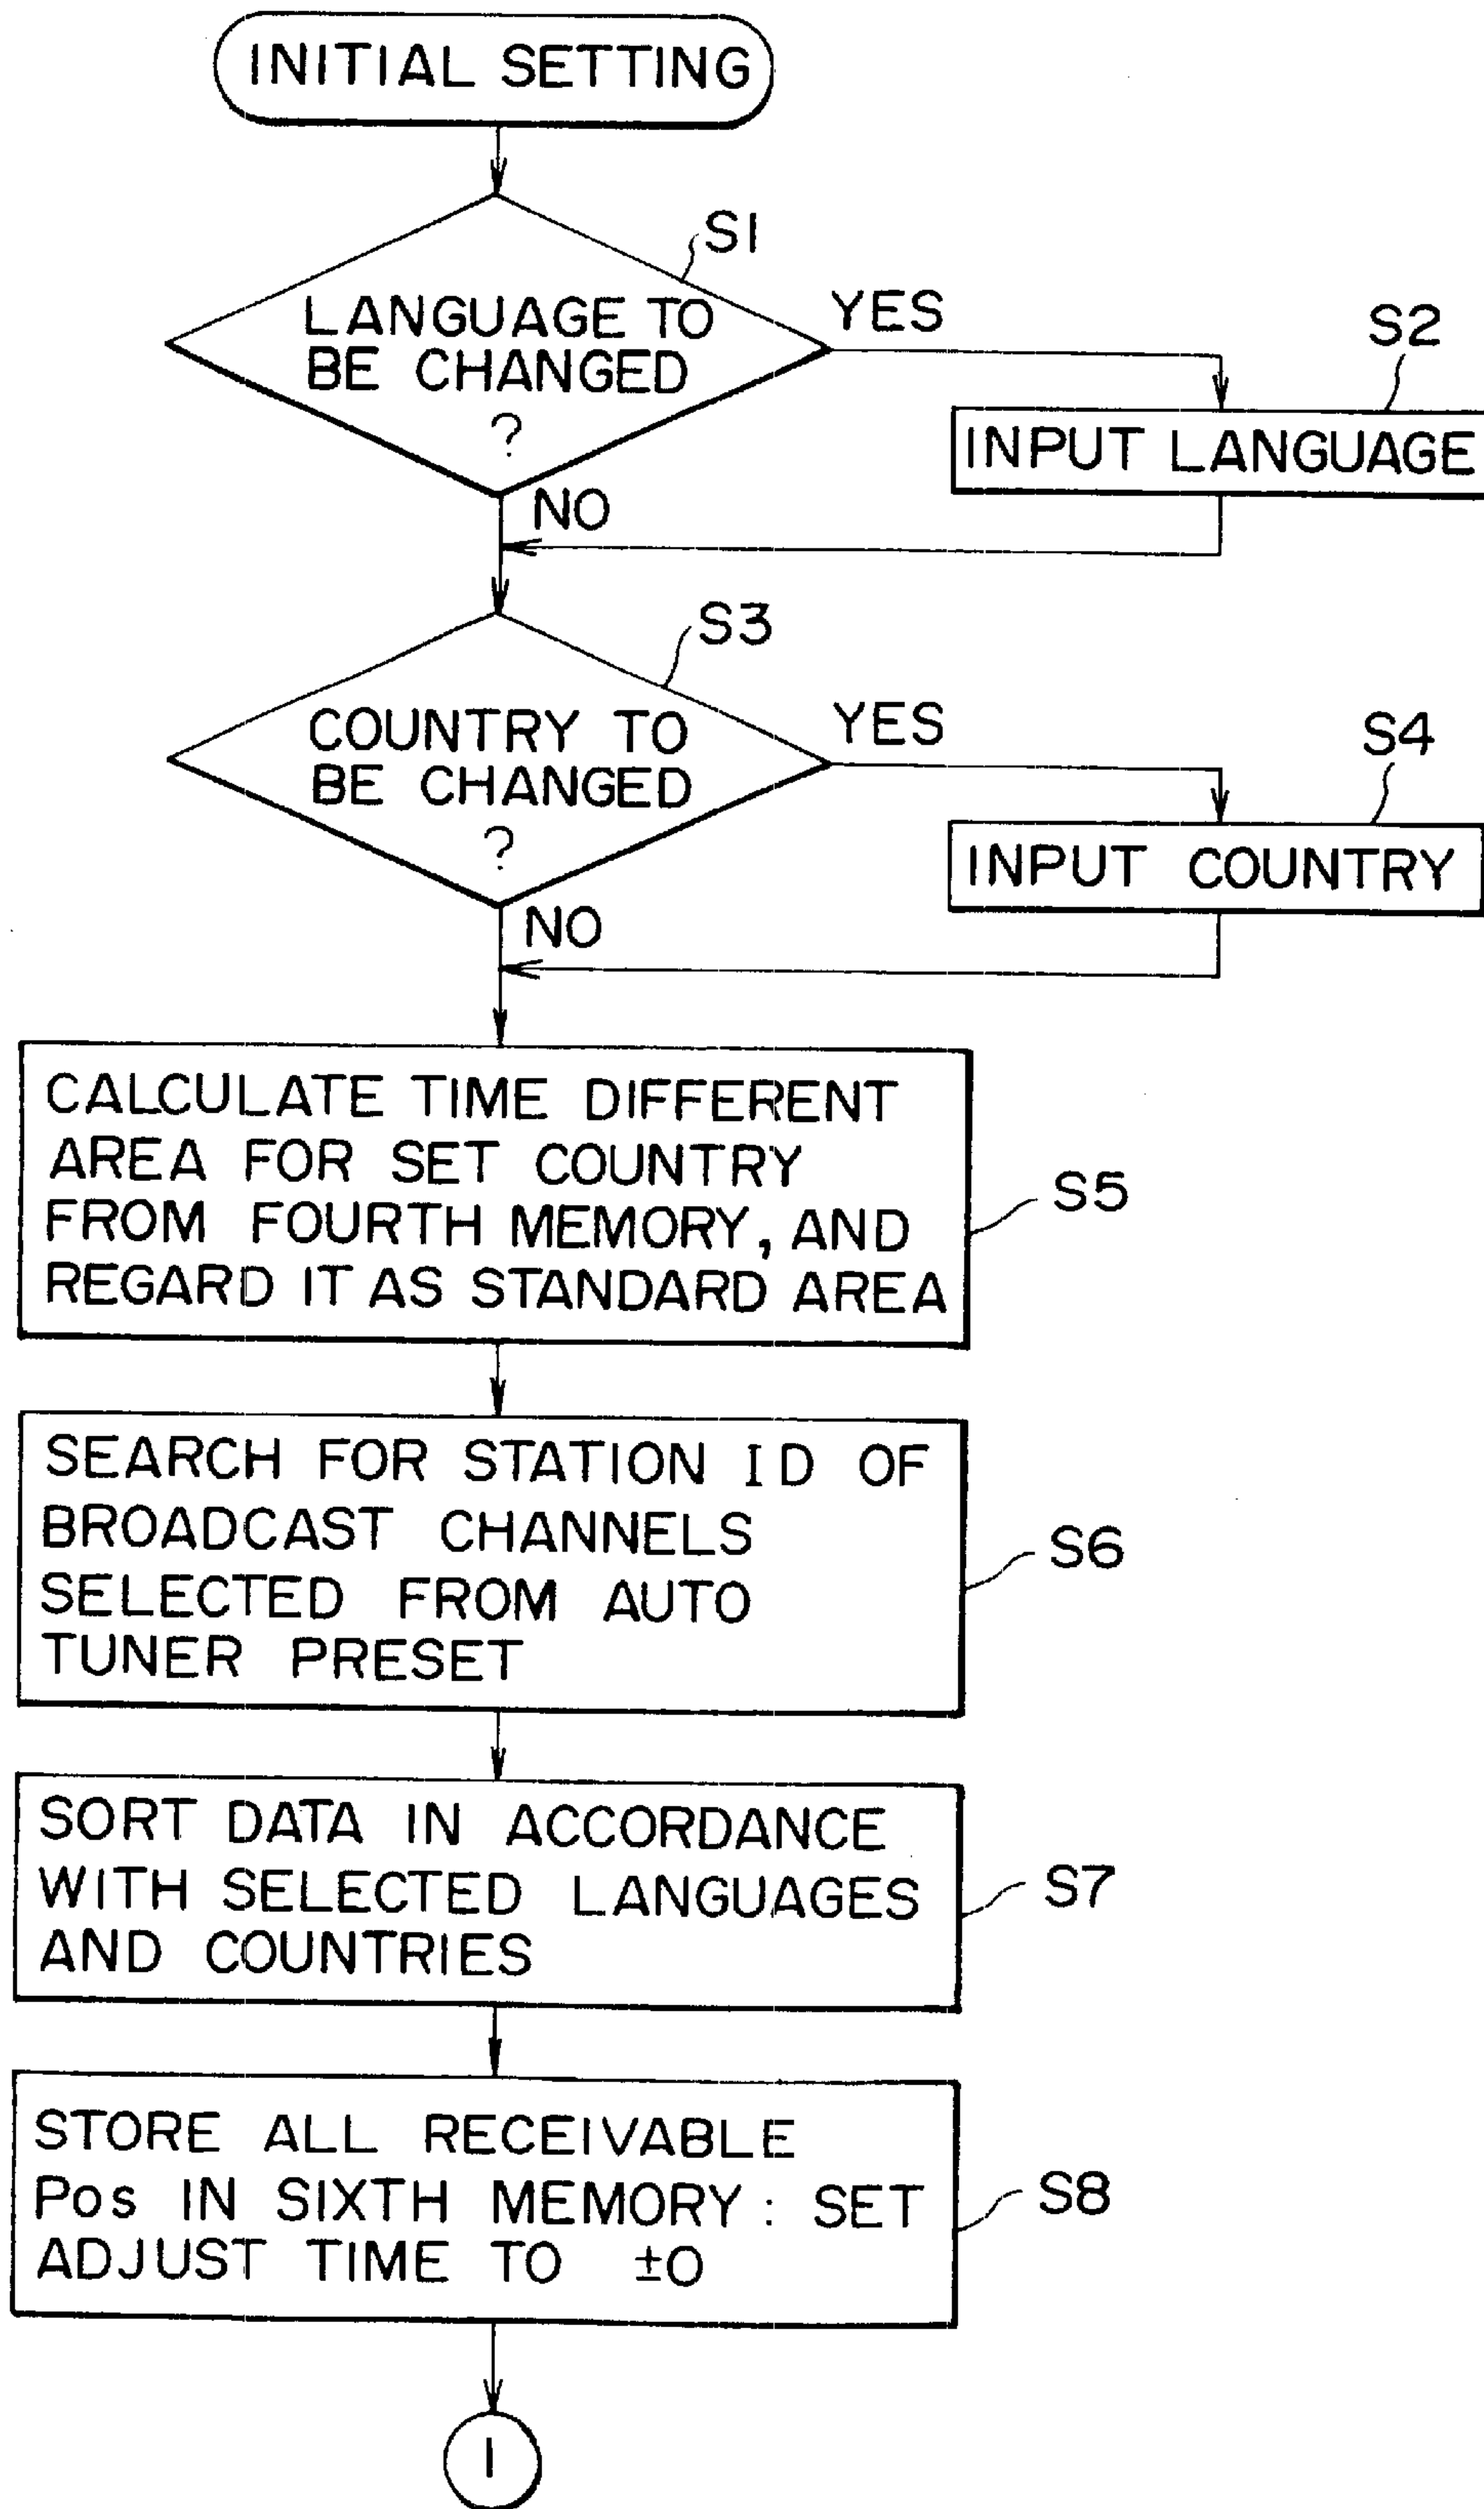 INITIAL SETTING
S1
LANGUAGE TO
BE CHANGED
?
YES
S2
INPUT LANGUAGE
NO
S3
COUNTRY TO
BE CHANGED
?
YES
S4
INPUT COUNTRY
NO
CALCULATE TIME DIFFERENT
AREA FOR SET COUNTRY
FROM FOURTH MEMORY, AND
REGARD IT AS STANDARD AREA
S5
SEARCH FOR STATION ID OF
BROADCAST CHANNELS
SELECTED FROM AUTO
TUNER PRESET
S6
SORT DATA IN ACCORDANCE
WITH SELECTED LANGUAGES
AND COUNTRIES
S7
STORE ALL RECEIVABLE
Pos IN SIXTH MEMORY: SET
ADJUST TIME TO ±0
S8
1